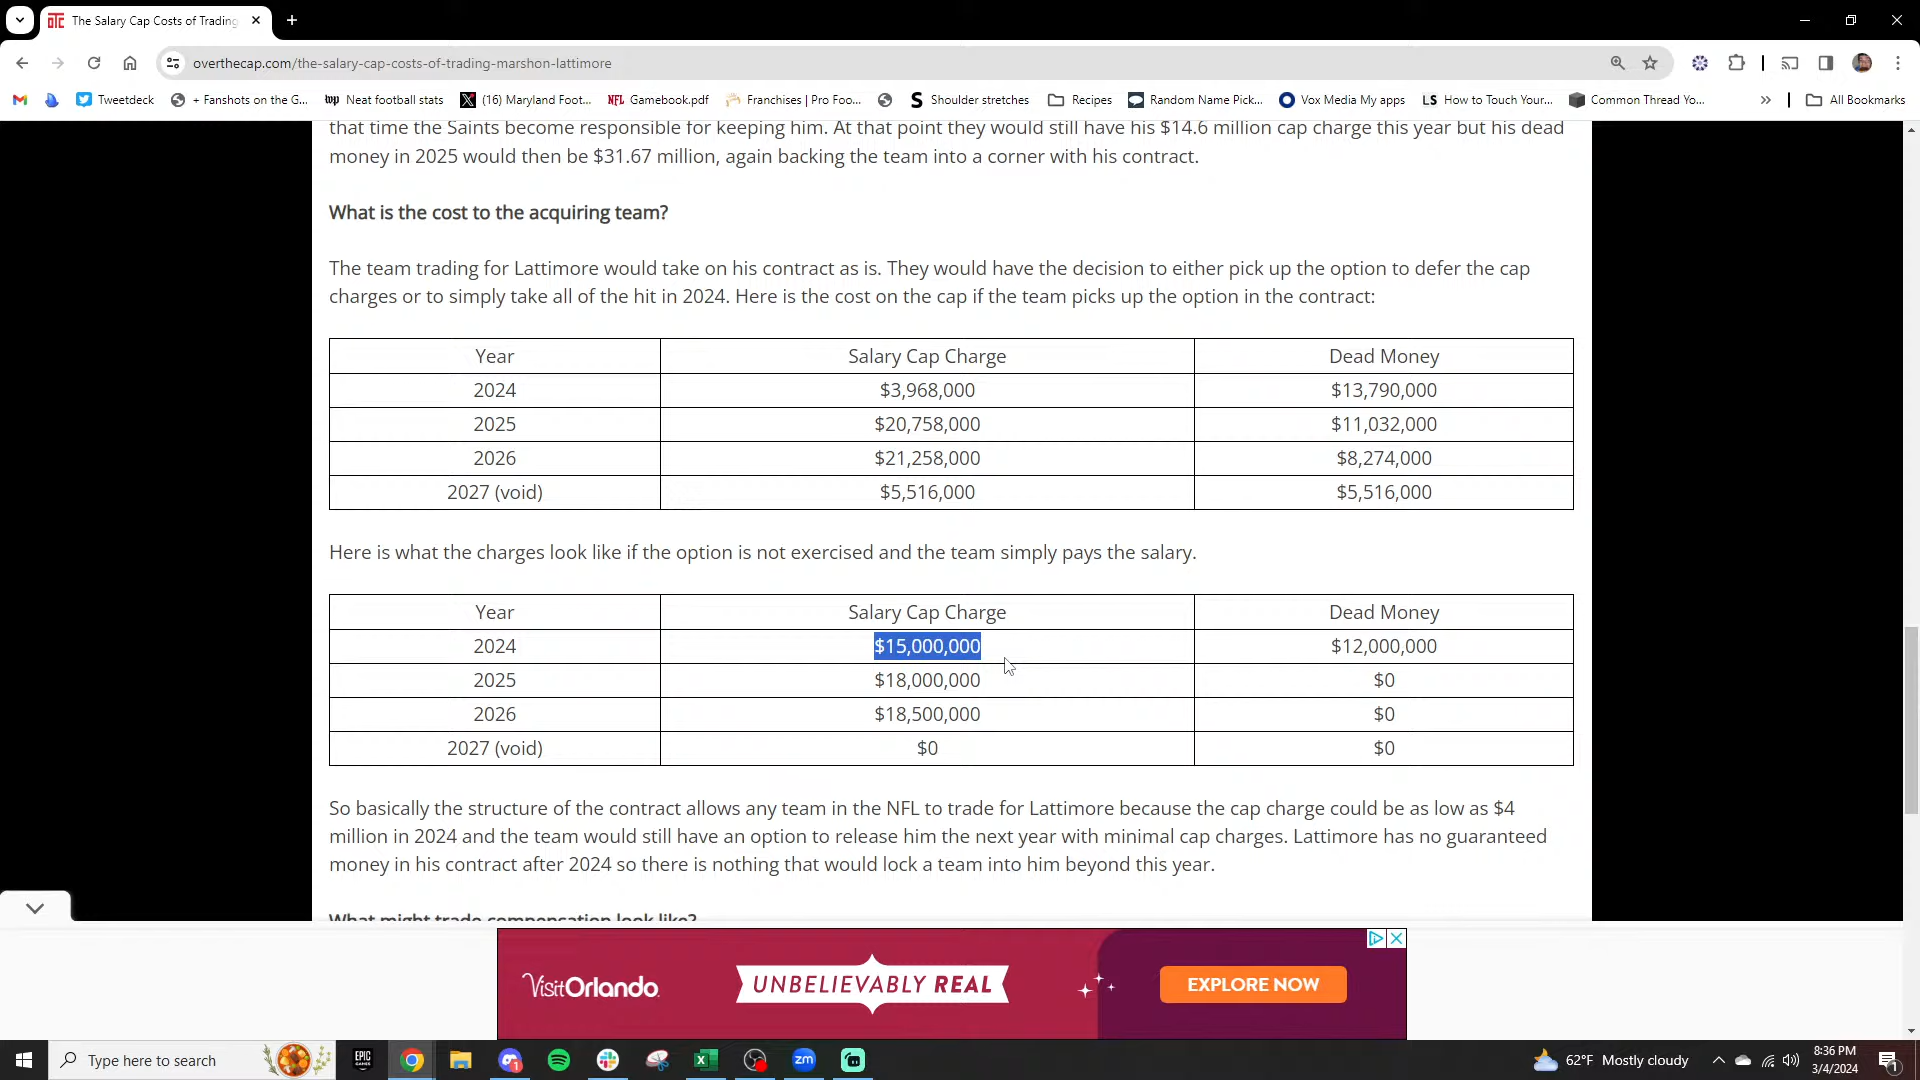 The Salary Cap Costs of Trading
overthecap.com/the-salary-cap-costs-of-trading-marshon-lattimore
Tweetdeck
+ Fanshots on the G...
Neat football stats
(16) Maryland Foot...
NFL Gamebook.pdf
Franchises | Pro Foo...
Shoulder stretches
Recipes
Random Name Pick...
Vox Media My apps
LS How to Touch Your...
Common Thread Yo...
All Bookmarks
that time the Saints become responsible for keeping him. At that point they would still have his $14.6 million cap charge this year but his dead
money in 2025 would then be $31.67 million, again backing the team into a corner with his contract.
What is the cost to the acquiring team?
The team trading for Lattimore would take on his contract as is. They would have the decision to either pick up the option to defer the cap
charges or to simply take all of the hit in 2024. Here is the cost on the cap if the team picks up the option in the contract:
Year Salary Cap Charge Dead Money
2024 $3,968,000 $13,790,000
2025 $20,758,000 $11,032,000
2026 $21,258,000 $8,274,000
2027 (void) $5,516,000 $5,516,000
Here is what the charges look like if the option is not exercised and the team simply pays the salary.
Year Salary Cap Charge Dead Money
2024 $15,000,000 $12,000,000
2025 $18,000,000 $0
2026 $18,500,000 $0
2027 (void) $0 $0
So basically the structure of the contract allows any team in the NFL to trade for Lattimore because the cap charge could be as low as $4
million in 2024 and the team would still have an option to release him the next year with minimal cap charges. Lattimore has no guaranteed
money in his contract after 2024 so there is nothing that would lock a team into him beyond this year.
What might trade compensation look like?
VisitOrlando. UNBELIEVABLY REAL EXPLORE NOW
Type here to search
EPIC GAMES
zm
62°F Mostly cloudy
8:36 PM
3/4/2024
1